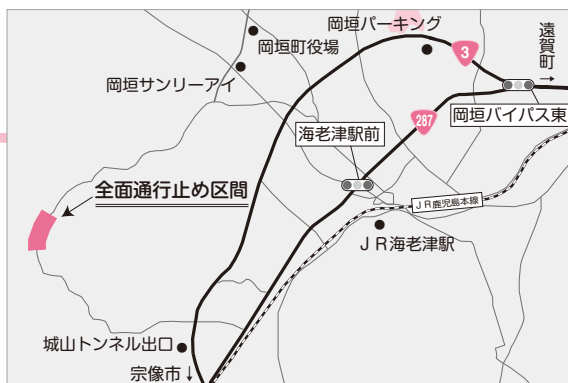 岡垣パーキング
遠賀町
→
岡垣町役場
3
岡垣サンリーアイ
岡垣バイパス東
287
海老津駅前
全面通行止め区間
JR鹿児島本線
JR海老津駅
城山トンネル出口
宗像市↓